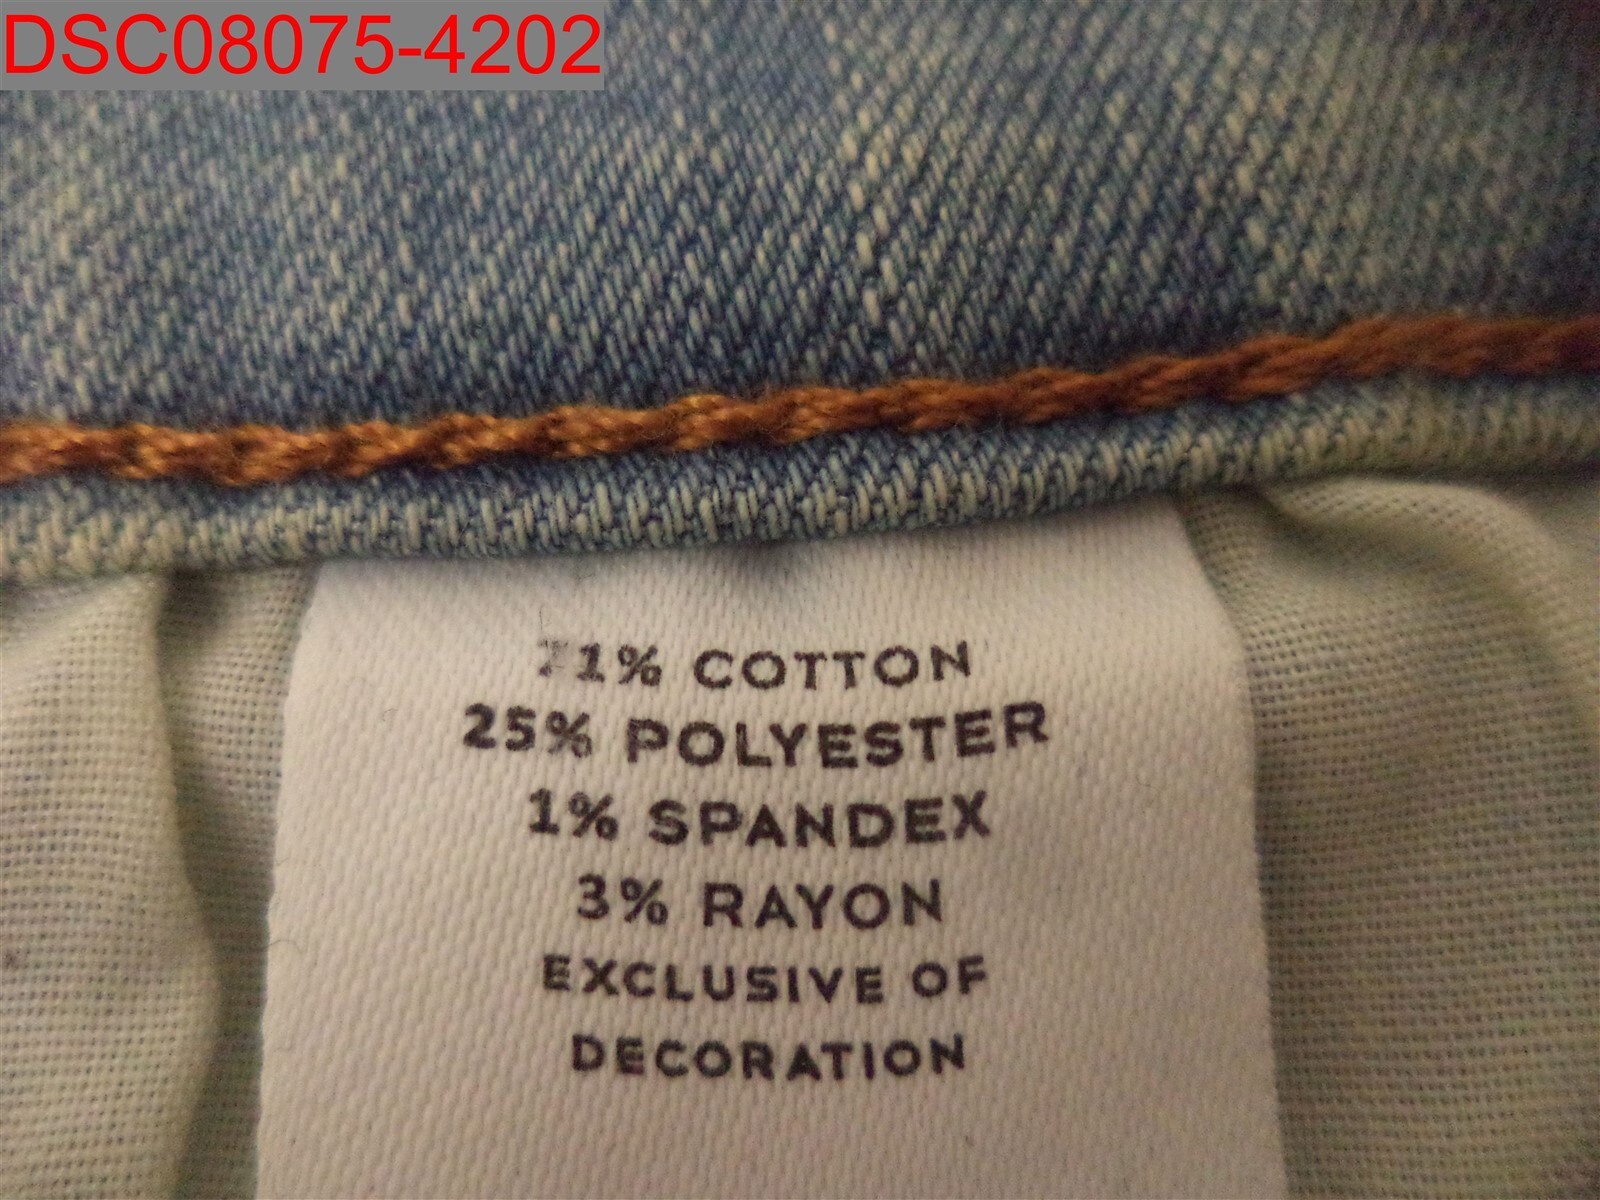 DSC08075-4202
71% COTTON
25% POLYESTER
1% SPANDEX
3% RAYON
EXCLUSIVE OF
DECORATION